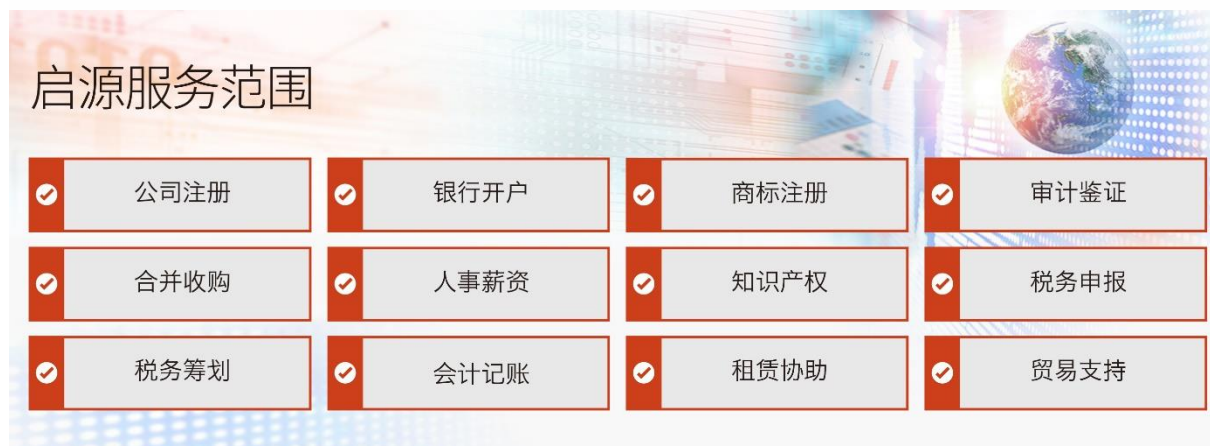 启源服务范围
公司注册
银行开户
商标注册
审计鉴证
合并收购
人事薪资
知识产权
税务申报
税务筹划
会计记账
租赁协助
贸易支持